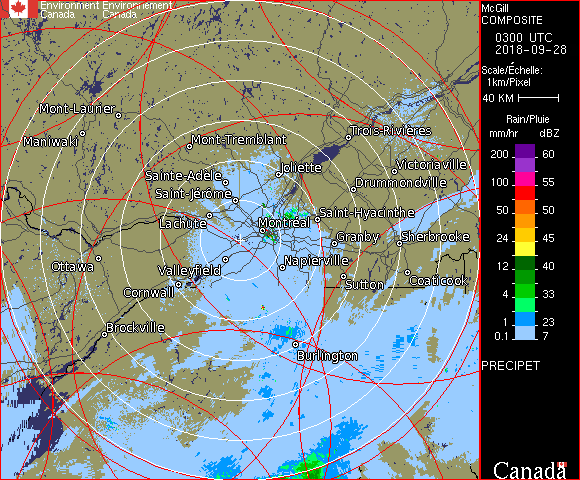 Environment Environnement
Canada Canada
McGill
COMPOSITE
0300 UTC
2018-09-28
Scale/Échelle:
1km/Pixel
40 KM
Rain/Pluie
mm/hr dBZ
200 60
100 55
50 50
24 45
12 40
4 33
1 23
0.1 7
PRECIPET
Canada
Mont-Laurier
Maniwaki
Mont-Tremblant
Trois-Rivières
Victoriaville
Joliette
Sainte-Adèle
Drummondville
Saint-Jérôme
Saint-Hyacinthe
Lachute
Montréal
Granby
Sherbrooke
Ottawa
Valleyfield
Napierville
Coaticook
Cornwall
Sutton
Brockville
Burlington